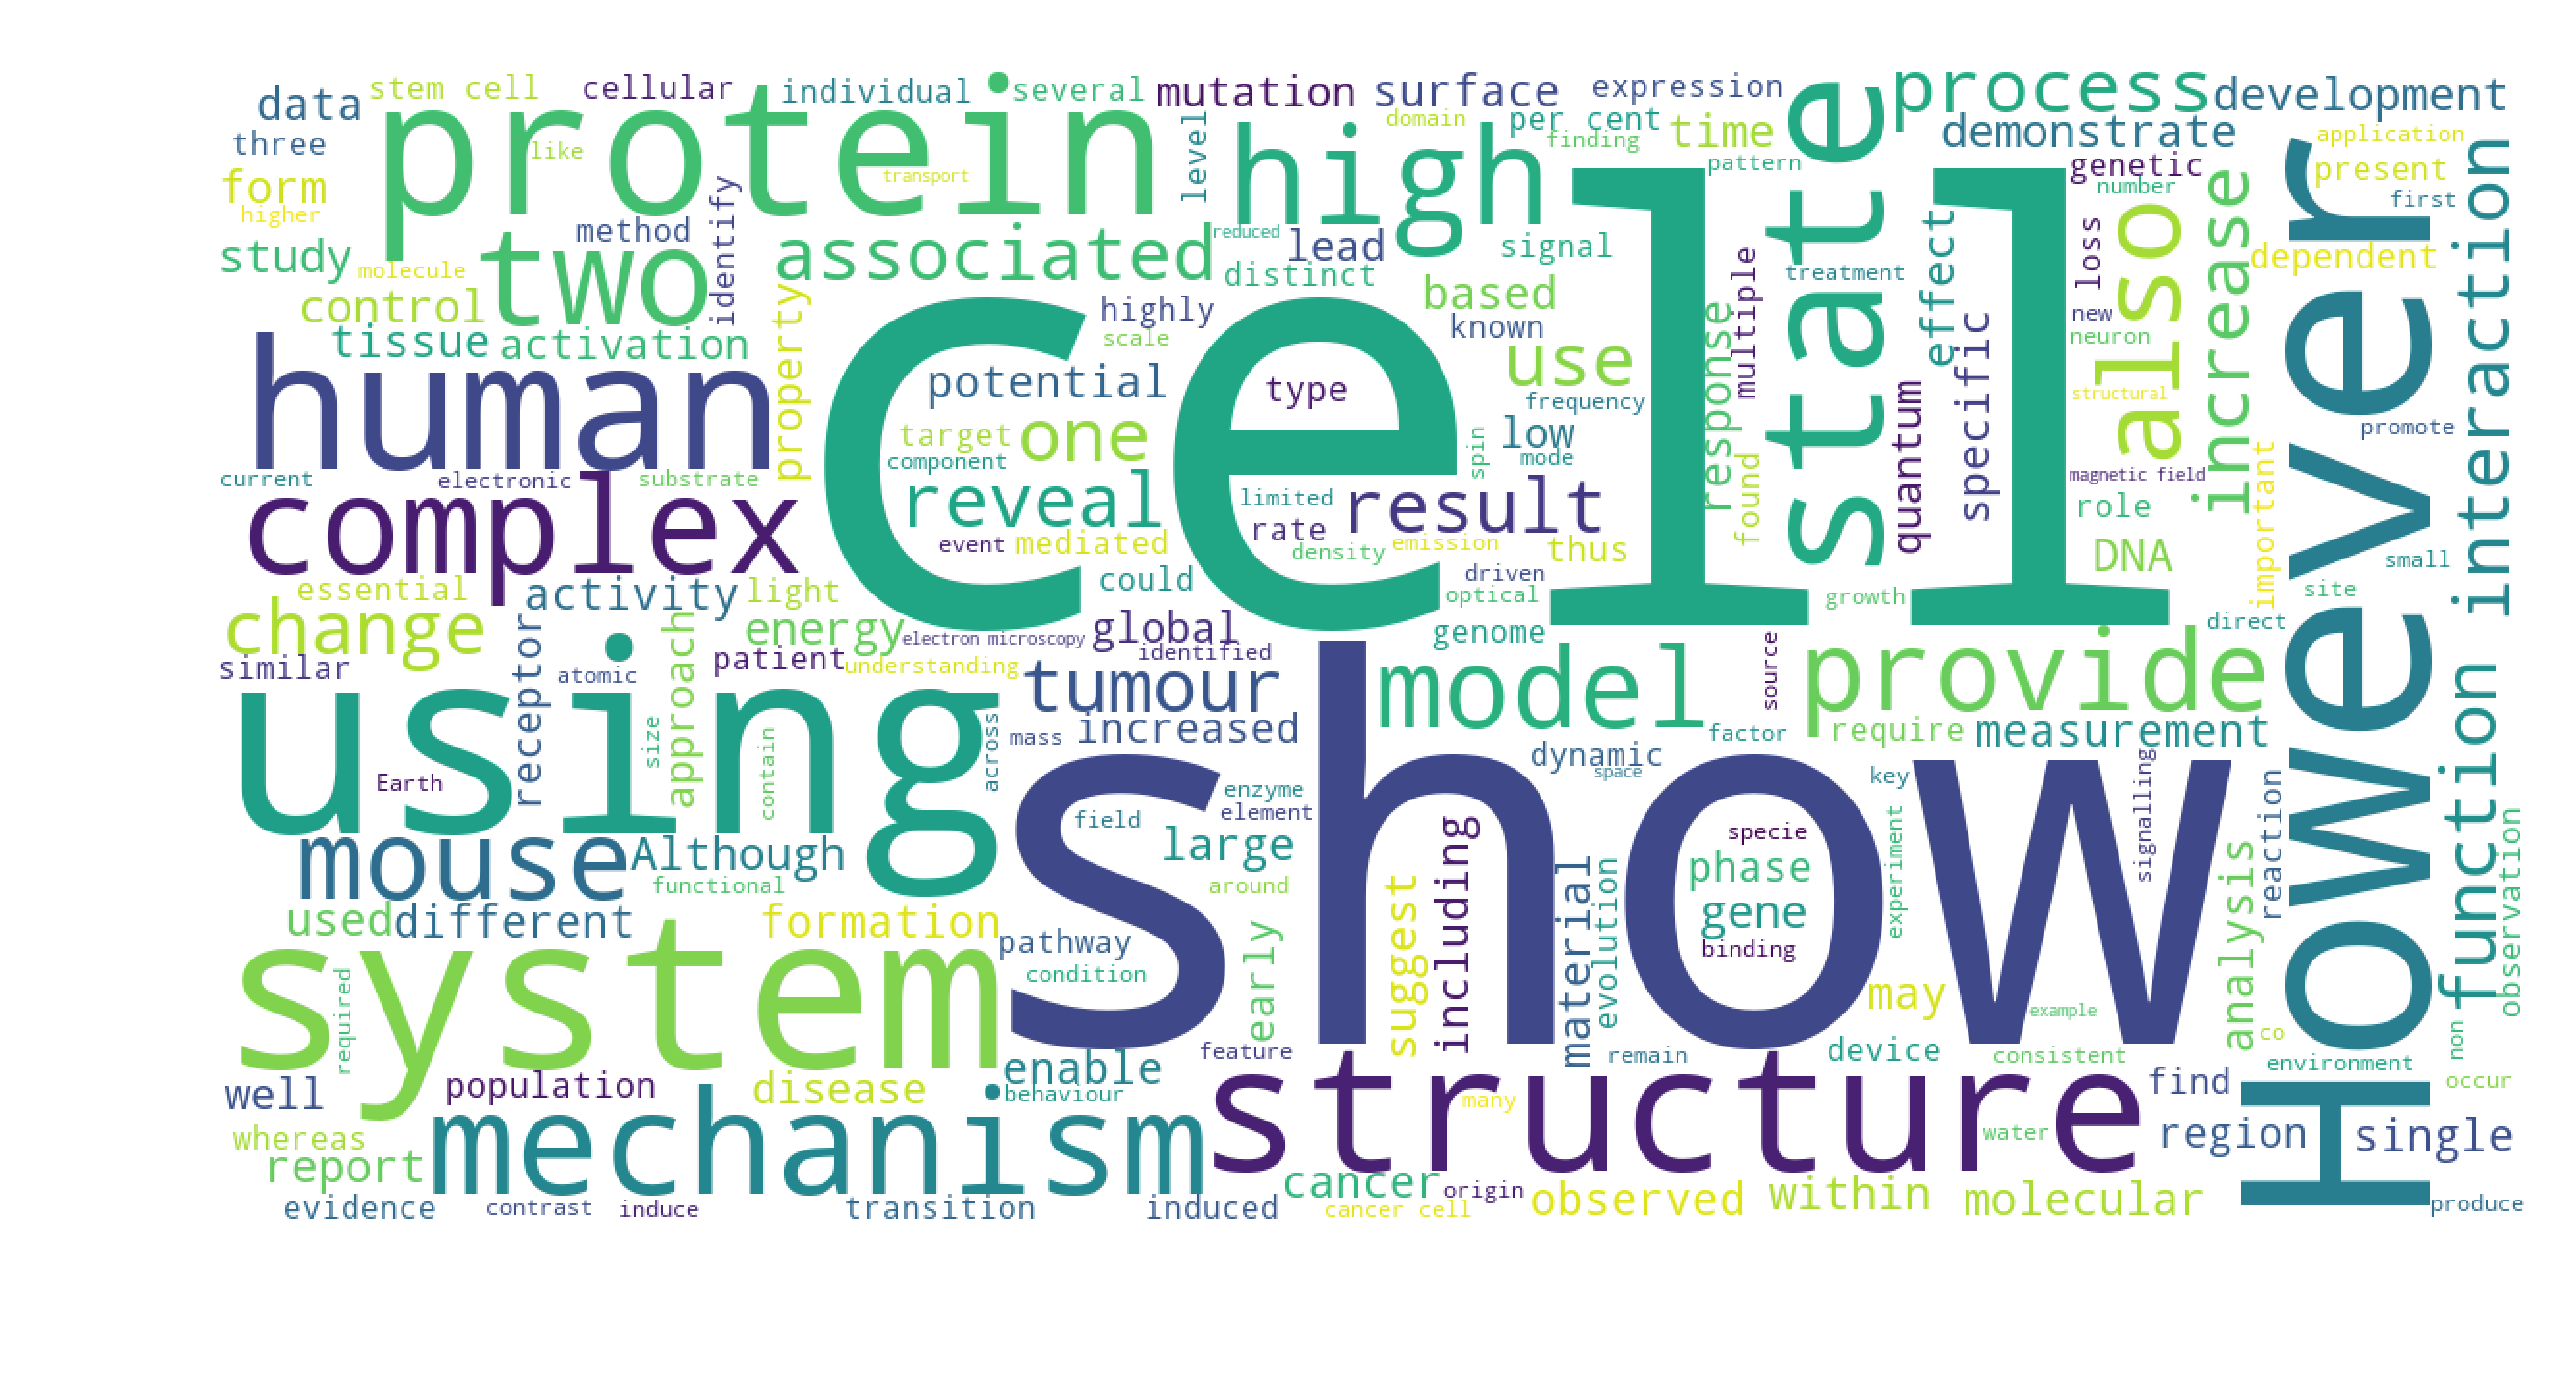 data
stem cell
cellular
individual
several
mutation
surface
expression
process
development
three
like
protein
transport
level
high
domain
per cent
finding
time
pattern
state
demonstrate
genetic
number
application
present
first
form
higher
method
identify
associated
reduced
lead
signal
distinct
study
molecule
two
control
tissue
activation
property
highly
scale
based
known
use
response
multiple
treatment
effect
specific
quantum
loss
new
neuron
also
structural
increase
dependent
However
interaction
human
potential
type
frequency
target
one
component
low
mode
spin
cell
promote
magnetic field
current
electronic
substrate
reveal
limited
result
rate
found
role
important
complex
event
mediated
density
emission
thus
DNA
small
essential
activity
light
could
driven
optical
growth
site
direct
change
receptor
approach
energy
electron microscopy
global
identified
genome
similar
atomic
patient
understanding
tumour
model
source
provide
using
size
contain
across
mass
increased
factor
require
measurement
Earth
dynamic
space
key
signalling
reaction
function
enzyme
element
field
show
specie
phase
gene
binding
experiment
mouse
Although
functional
large
around
including
suggest
material
evolution
analysis
observation
used
different
formation
pathway
condition
early
system
required
may
example
co
non
enable
feature
remain
device
consistent
environment
occur
well
population
disease
behaviour
many
structure
find
whereas
report
mechanism
water
region
single
evidence
contrast
induce
transition
induced
cancer
origin
cancer cell
observed
within
molecular
produce